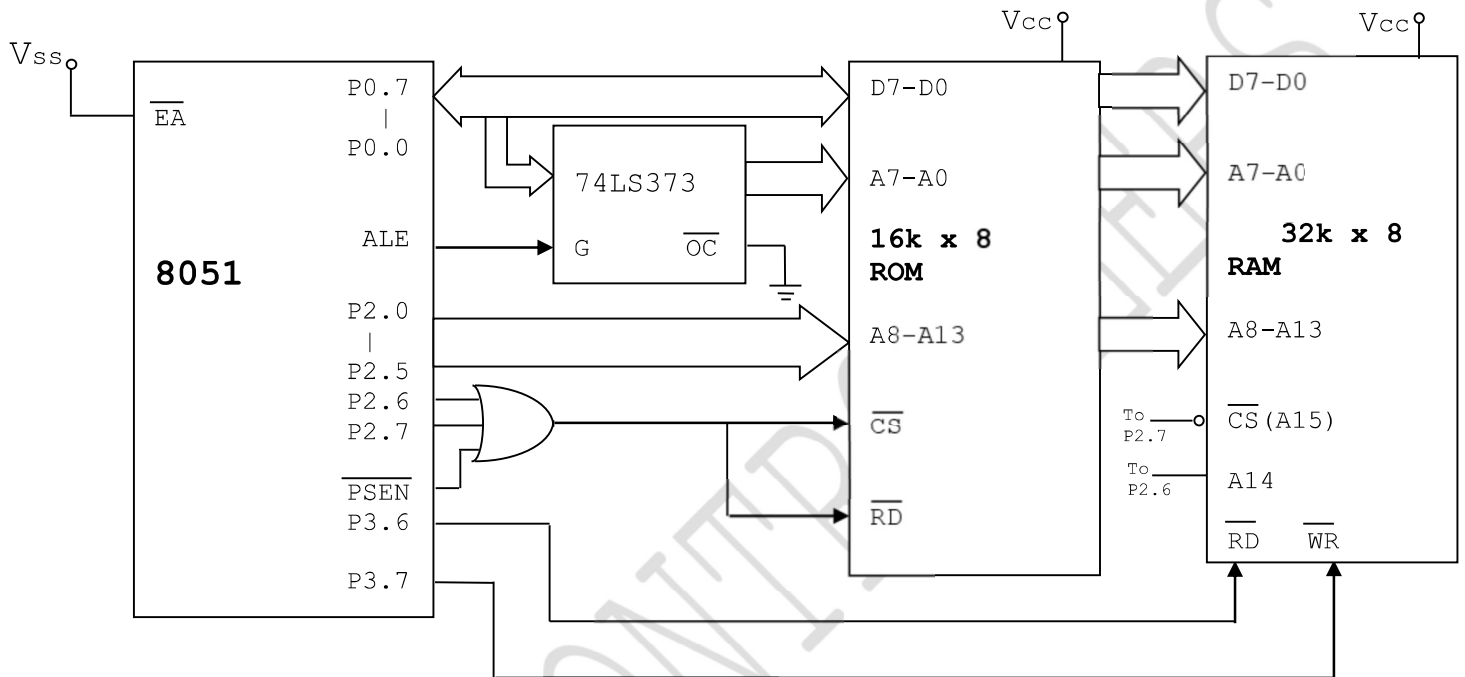 Vss
EA
8051
P0.7
|
P0.0
ALE
P2.0
|
P2.5
P2.6
P2.7
PSEN
P3.6
P3.7
74LS373
G
OC
Vcc
D7-D0
A7-A0
16k x 8
ROM
A8-A13
CS
RD
Vcc
D7-D0
A7-A0
32k x 8
RAM
A8-A13
To
P2.7
CS(A15)
To
P2.6
A14
RD
WR